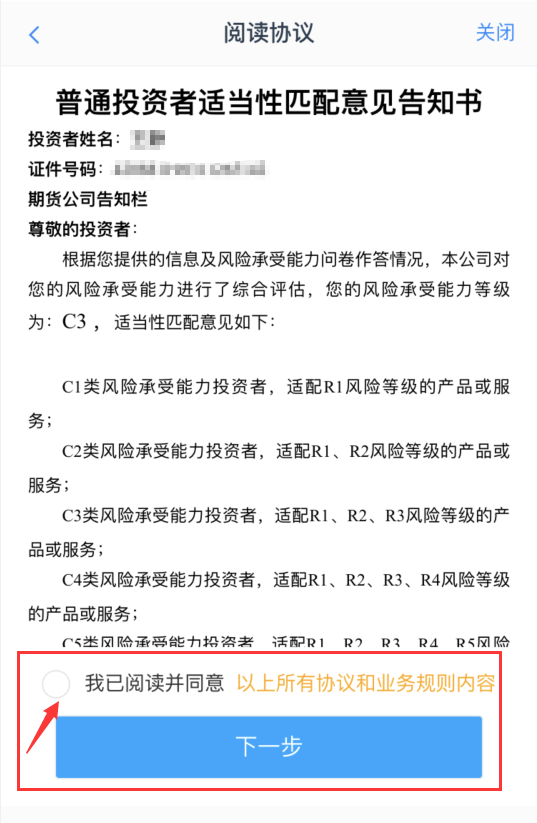 阅读协议
关闭
普通投资者适当性匹配意见告知书
投资者姓名：
证件号码：
期货公司告知栏
尊敬的投资者：
根据您提供的信息及风险承受能力问卷作答情况，本公司对
您的风险承受能力进行了综合评估，您的风险承受能力等级
为：C3，适当性匹配意见如下：
C1类风险承受能力投资者，适配R1风险等级的产品或服
务；
C2类风险承受能力投资者，适配R1、R2风险等级的产品或
服务；
C3类风险承受能力投资者，适配R1、R2、R3风险等级的产
品或服务；
C4类风险承受能力投资者，适配R1、R2、R3、R4风险等级
的产品或服务；
C5类风险承受能力投资者，适配R1、R2、R3、R4、R5风险
我已阅读并同意 以上所有协议和业务规则内容
下一步